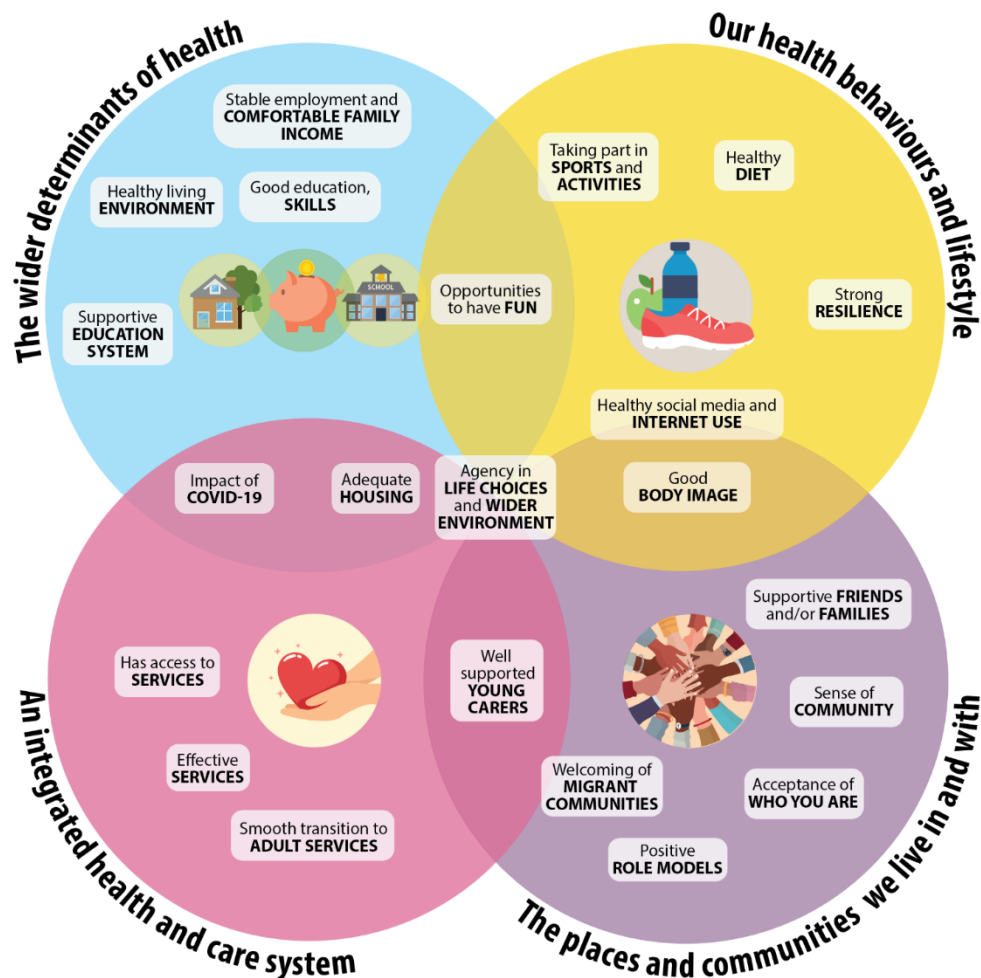 The wider determinants of health
Our health behaviours and lifestyle
Stable employment and
COMFORTABLE FAMILY
INCOME
Healthy living
ENVIRONMENT
Good education,
SKILLS
Supportive
EDUCATION
SYSTEM
SCHOOL
Opportunities
to have FUN
Taking part in
SPORTS and
ACTIVITIES
Healthy
DIET
Strong
RESILIENCE
Healthy social media and
INTERNET USE
Impact of
COVID-19
Adequate
HOUSING
Agency in
LIFE CHOICES
and WIDER
ENVIRONMENT
Good
BODY IMAGE
Has access to
SERVICES
Effective
SERVICES
Smooth transition to
ADULT SERVICES
Well
supported
YOUNG
CARERS
Supportive FRIENDS
and/or FAMILIES
Sense of
COMMUNITY
Welcoming of
MIGRANT
COMMUNITIES
Acceptance of
WHO YOU ARE
Positive
ROLE MODELS
An integrated health and care system
The places and communities we live in and with